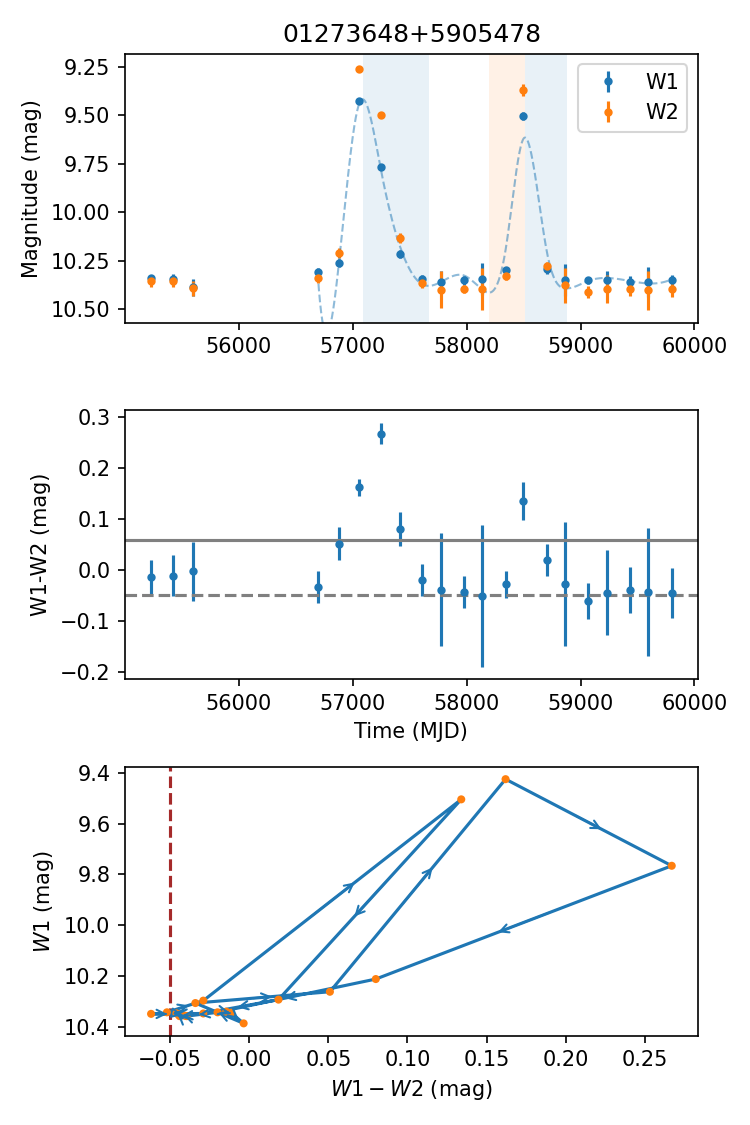 01273648+5905478
Magnitude (mag)
9.25
9.50
9.75
10.00
10.25
10.50
W1
W2
56000 57000 58000 59000 60000
W1-W2 (mag)
0.3
0.2
0.1
0.0
−0.1
−0.2
56000 57000 58000 59000 60000
Time (MJD)
W1 (mag)
9.4
9.6
9.8
10.0
10.2
10.4
−0.05 0.00 0.05 0.10 0.15 0.20 0.25
W1 − W2 (mag)